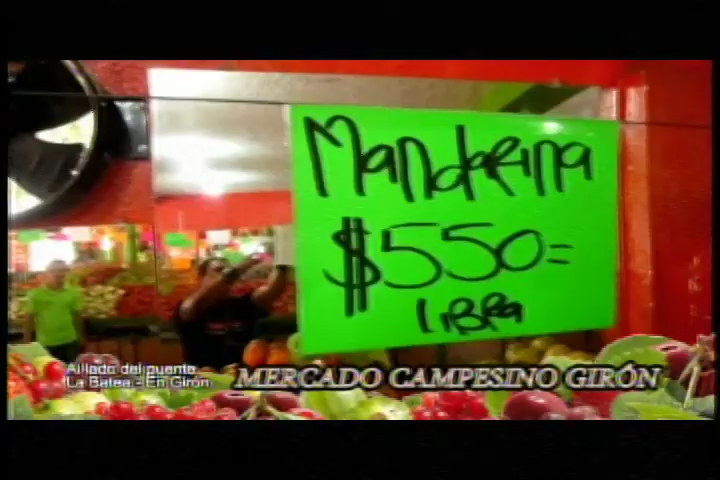 Mandarina
$550=
LIBRA
Al lado del puente
La Batea - En Girón
MERCADO CAMPESINO GIRÓN